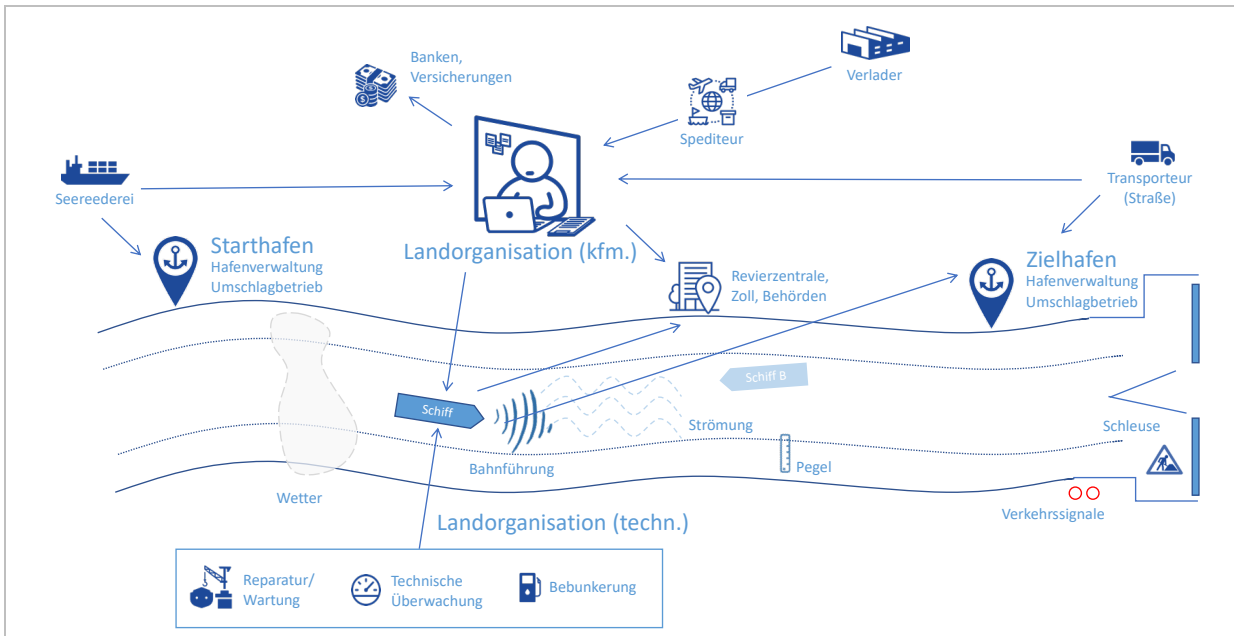 Banken,
Versicherungen
Verlader
Spediteur
Seereederei
Transporteur
(Straße)
Starthafen
Hafenverwaltung
Umschlagbetrieb
Landorganisation (kfm.)
Revierzentrale,
Zoll, Behörden
Zielhafen
Hafenverwaltung
Umschlagbetrieb
Schiff B
Schiff
Strömung
Schleuse
Bahnführung
Pegel
Wetter
Verkehrssignale
Landorganisation (techn.)
Reparatur/
Wartung
Technische
Überwachung
Bebunkerung